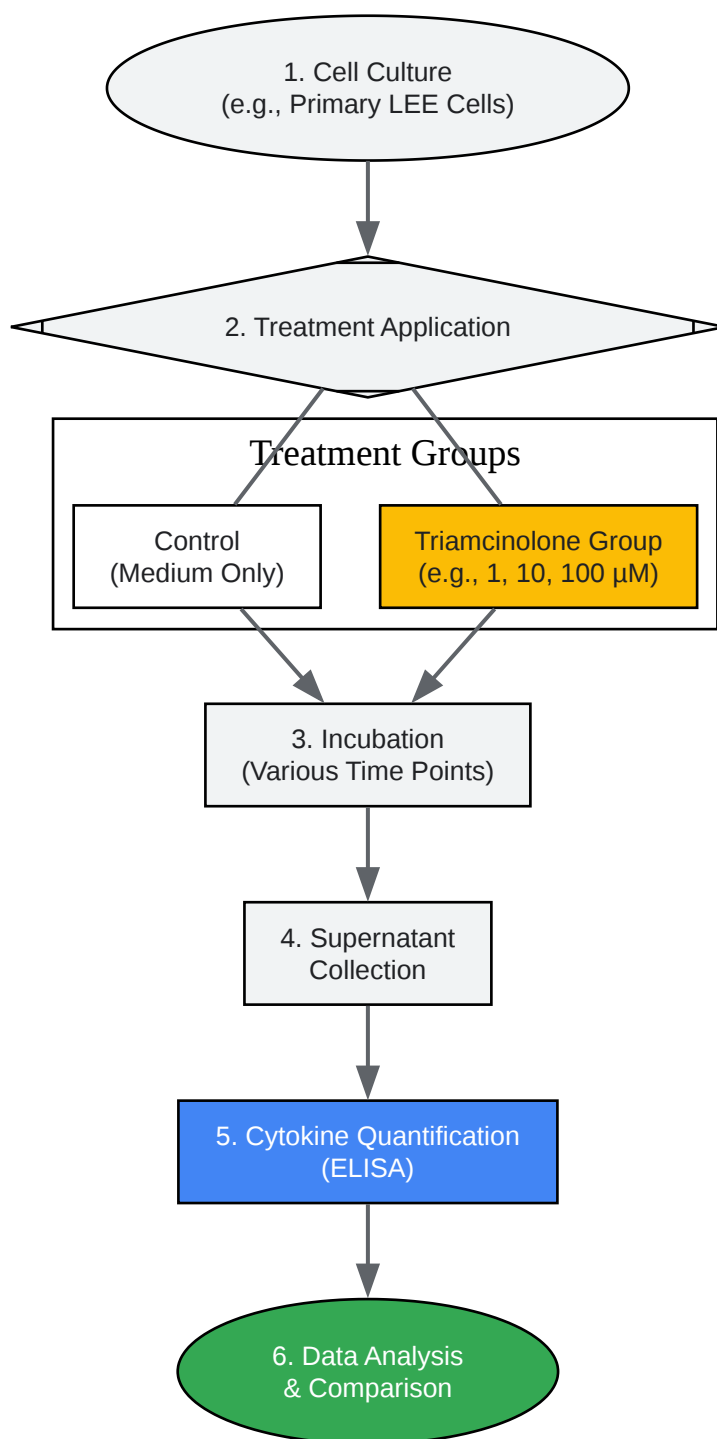 1. Cell Culture
(e.g., Primary LEE Cells)
2. Treatment Application
Treatment Groups
Control
(Medium Only)
Triamcinolone Group
(e.g., 1, 10, 100 µM)
3. Incubation
(Various Time Points)
4. Supernatant
Collection
5. Cytokine Quantification
(ELISA)
6. Data Analysis
& Comparison